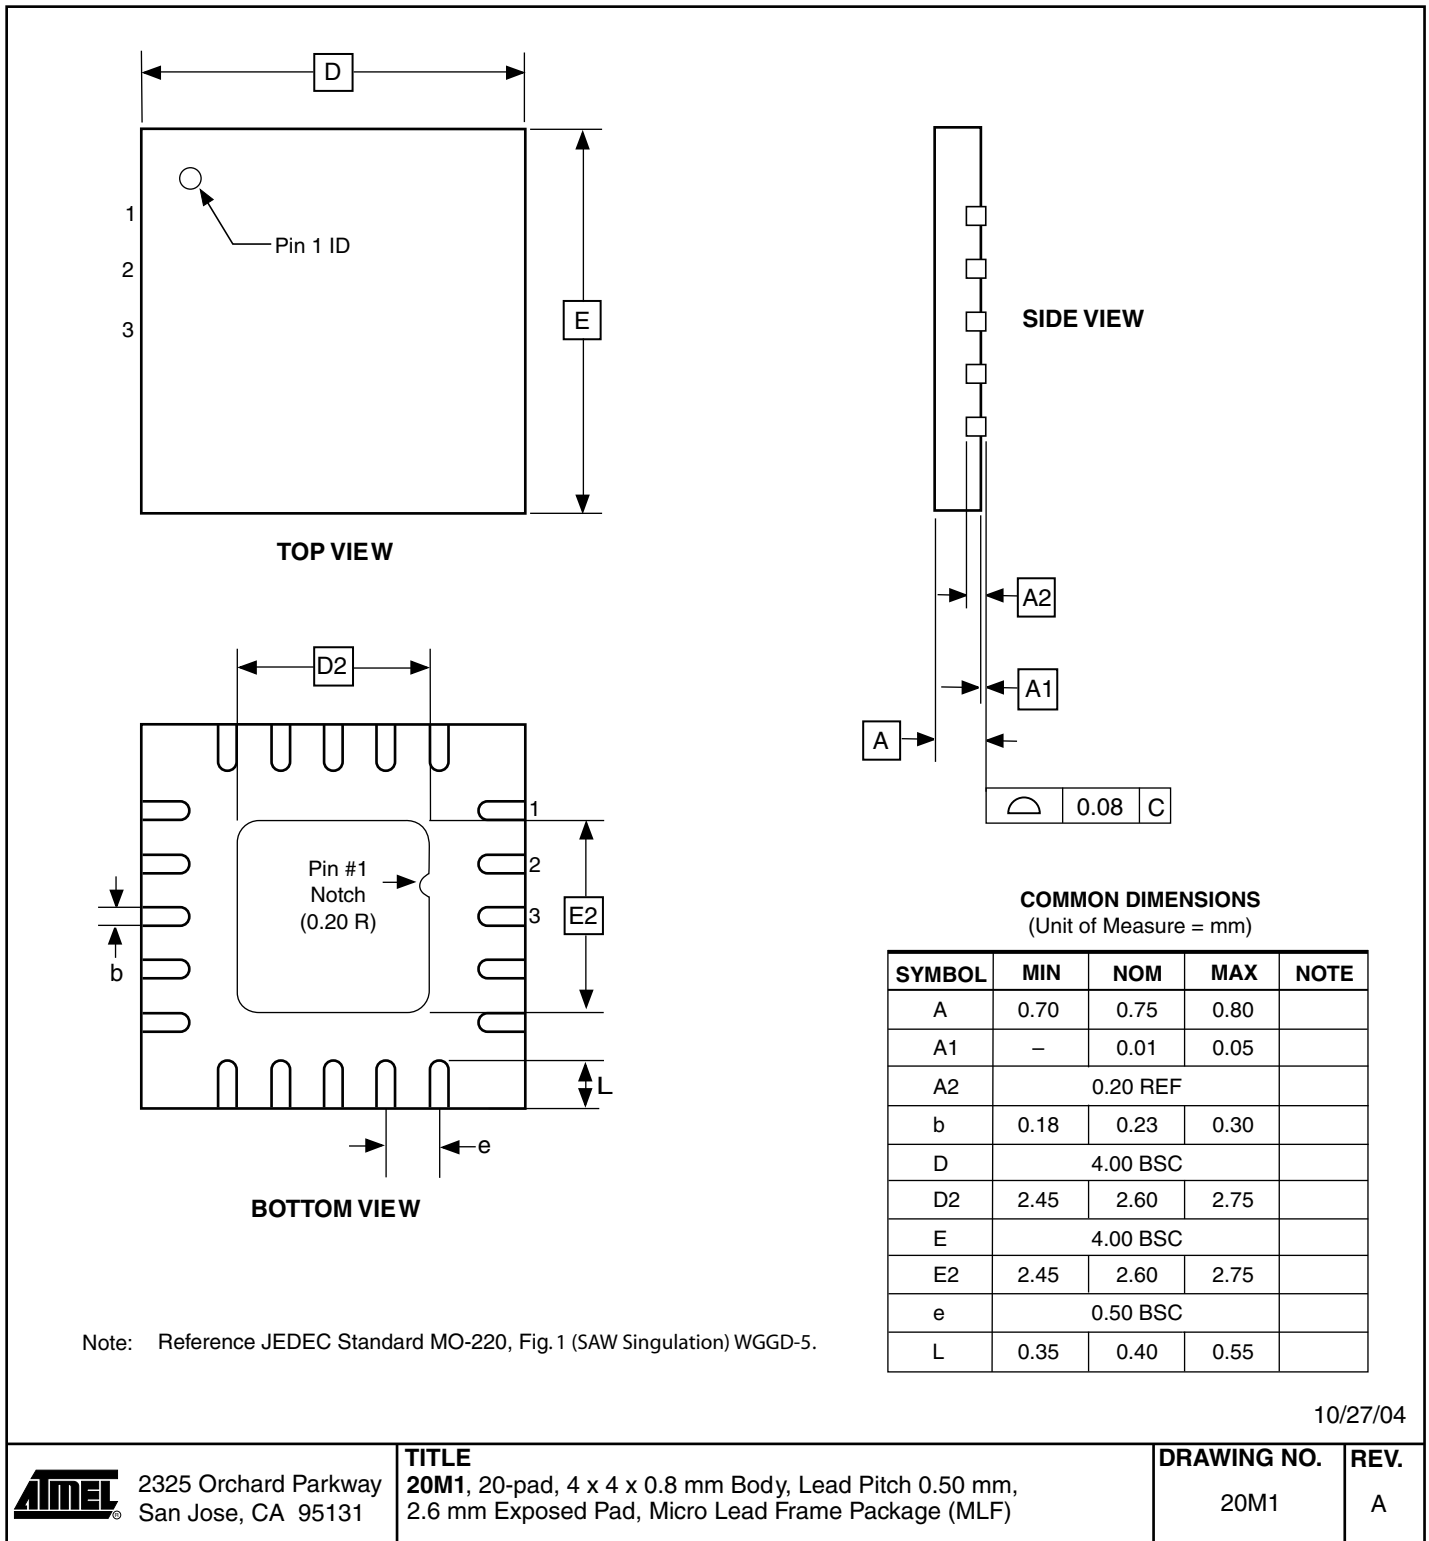 D
1
2
3
Pin 1 ID
E
TOP VIEW
SIDE VIEW
A2
A1
A
0.08 C
D2
1
2
3
Pin #1
Notch
(0.20 R)
E2
b
L
e
BOTTOM VIEW
COMMON DIMENSIONS
(Unit of Measure = mm)
SYMBOL MIN NOM MAX NOTE
A 0.70 0.75 0.80
A1 – 0.01 0.05
A2 0.20 REF
b 0.18 0.23 0.30
D 4.00 BSC
D2 2.45 2.60 2.75
E 4.00 BSC
E2 2.45 2.60 2.75
e 0.50 BSC
L 0.35 0.40 0.55
Note: Reference JEDEC Standard MO-220, Fig. 1 (SAW Singulation) WGGD-5.
10/27/04
ATMEL ®
2325 Orchard Parkway
San Jose, CA 95131
TITLE
20M1, 20-pad, 4 x 4 x 0.8 mm Body, Lead Pitch 0.50 mm,
2.6 mm Exposed Pad, Micro Lead Frame Package (MLF)
DRAWING NO.
20M1
REV.
A